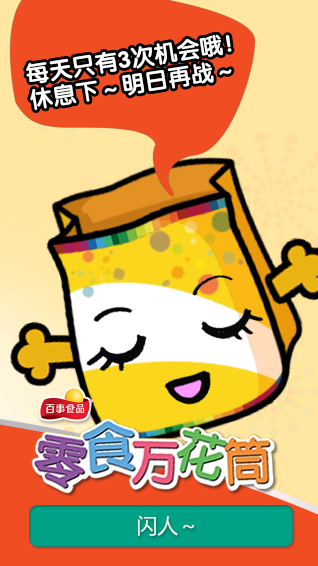 每天只有3次机会哦！
休息下～明日再战～
百事食品
零食万花筒
闪人～